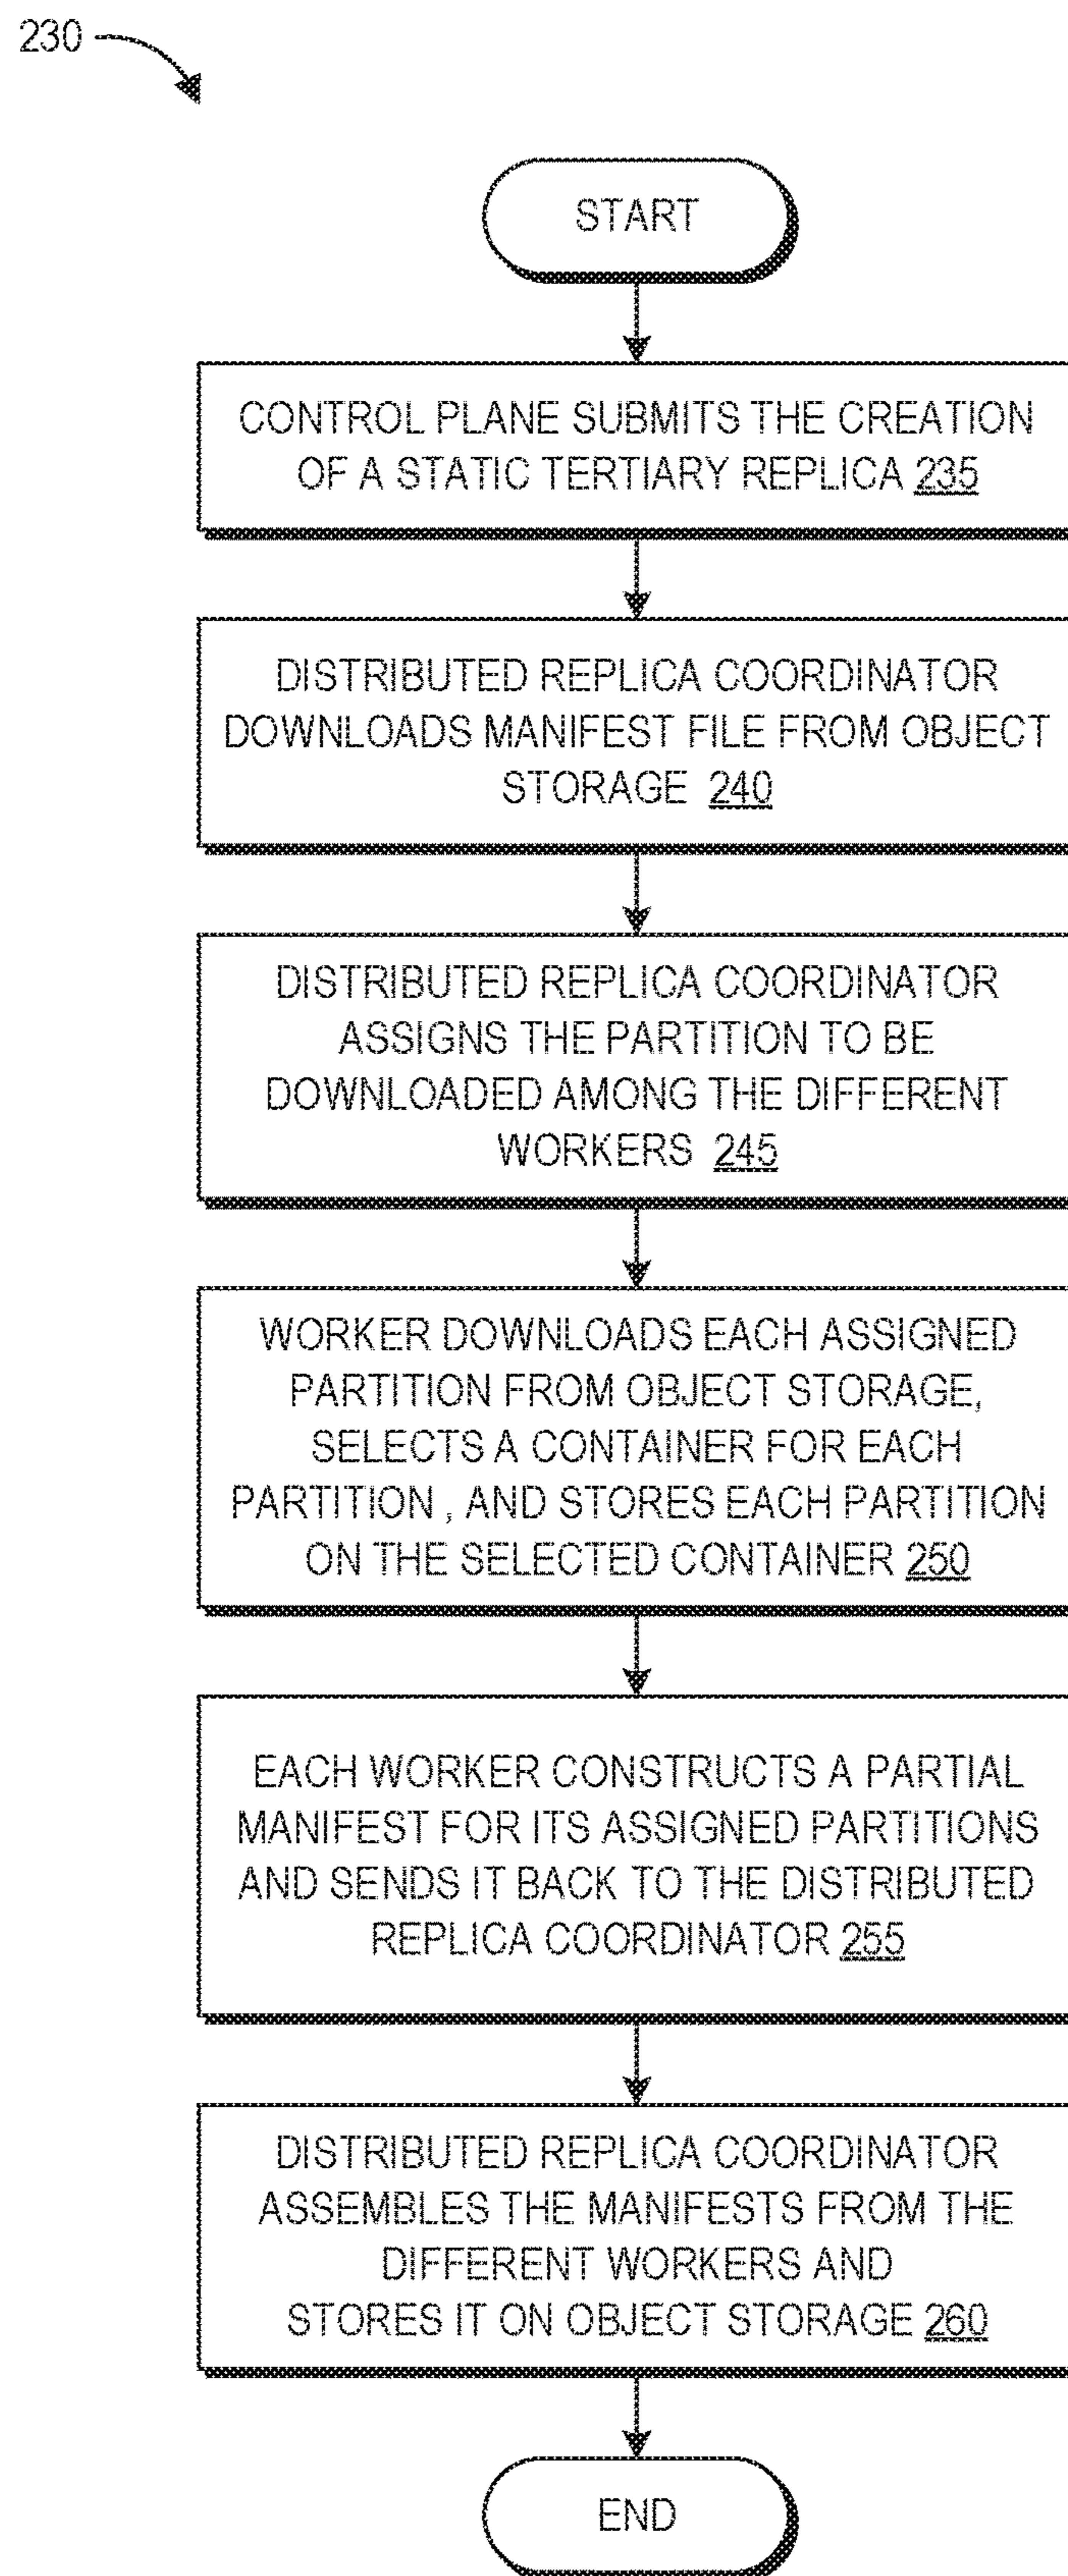 230
START
CONTROL PLANE SUBMITS THE CREATION
OF A STATIC TERTIARY REPLICA 235
DISTRIBUTED REPLICA COORDINATOR
DOWNLOADS MANIFEST FILE FROM OBJECT
STORAGE 240
DISTRIBUTED REPLICA COORDINATOR
ASSIGNS THE PARTITION TO BE
DOWNLOADED AMONG THE DIFFERENT
WORKERS 245
WORKER DOWNLOADS EACH ASSIGNED
PARTITION FROM OBJECT STORAGE,
SELECTS A CONTAINER FOR EACH
PARTITION , AND STORES EACH PARTITION
ON THE SELECTED CONTAINER 250
EACH WORKER CONSTRUCTS A PARTIAL
MANIFEST FOR ITS ASSIGNED PARTITIONS
AND SENDS IT BACK TO THE DISTRIBUTED
REPLICA COORDINATOR 255
DISTRIBUTED REPLICA COORDINATOR
ASSEMBLES THE MANIFESTS FROM THE
DIFFERENT WORKERS AND
STORES IT ON OBJECT STORAGE 260
END